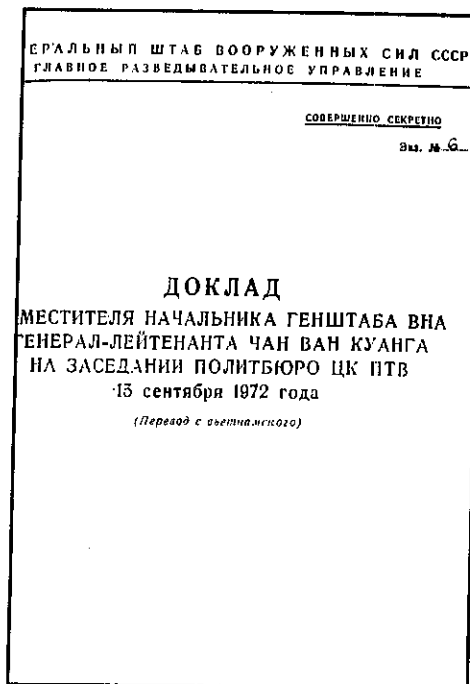 ЕРАЛЬНЫЙ ШТАБ ВООРУЖЕННЫХ СИЛ СССР
ГЛАВНОЕ РАЗВЕДЫВАТЕЛЬНОЕ УПРАВЛЕНИЕ
СОВЕРШЕННО СЕКРЕТНО
Экз. № 6
ДОКЛАД
МЕСТИТЕЛЯ НАЧАЛЬНИКА ГЕНШТАБА ВНА
ГЕНЕРАЛ-ЛЕЙТЕНАНТА ЧАН ВАН КУАНГА
НА ЗАСЕДАНИИ ПОЛИТБЮРО ЦК ПТВ
15 сентября 1972 года
(Перевод с вьетнамского)